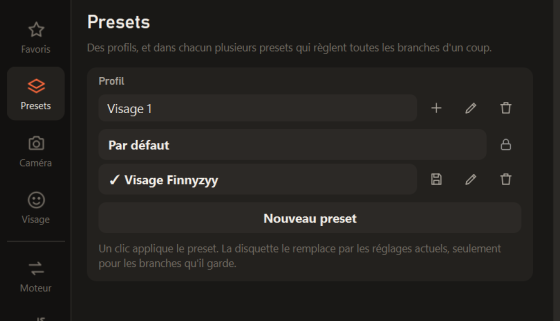 Presets
Des profils, et dans chacun plusieurs presets qui règlent toutes les branches d'un coup.
Favoris
Presets
Caméra
Visage
Moteur
Profil
Visage 1
Par défaut
✓ Visage Finnyzyy
Nouveau preset
Un clic applique le preset. La disquette le remplace par les réglages actuels, seulement
pour les branches qu'il garde.